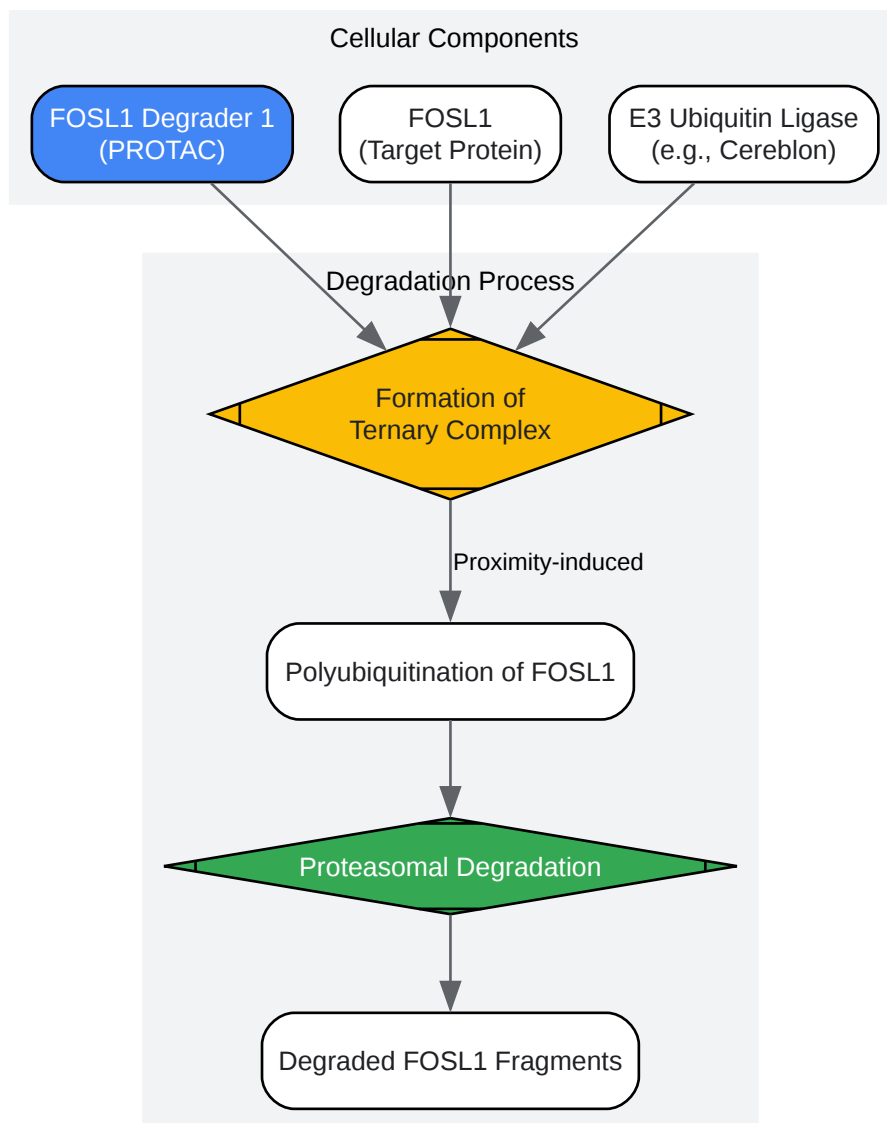 Cellular Components
FOSL1 Degrader 1
(PROTAC)
FOSL1
(Target Protein)
E3 Ubiquitin Ligase
(e.g., Cereblon)
Degradation Process
Formation of
Ternary Complex
Proximity-induced
Polyubiquitination of FOSL1
Proteasomal Degradation
Degraded FOSL1 Fragments